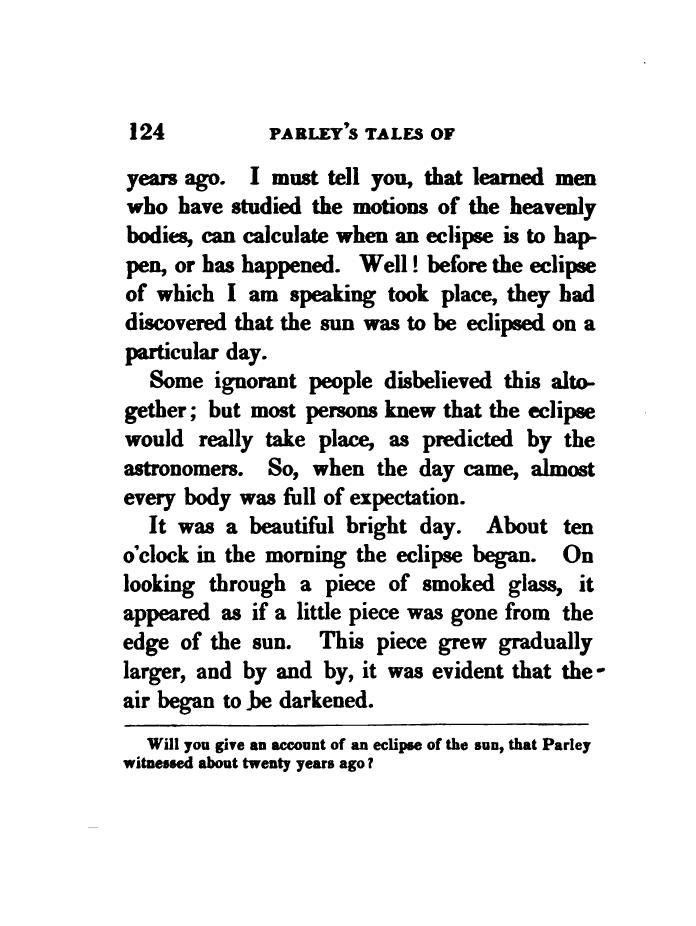 124 PARLEY'S TALES OF
years ago. I must tell you, that learned men
who have studied the motions of the heavenly
bodies, can calculate when an eclipse is to hap-
pen, or has happened. Well! before the eclipse
of which I am speaking took place, they had
discovered that the sun was to be eclipsed on a
particular day.
Some ignorant people disbelieved this alto-
gether; but most persons knew that the eclipse
would really take place, as predicted by the
astronomers. So, when the day came, almost
every body was full of expectation.
It was a beautiful bright day. About ten
o'clock in the morning the eclipse began. On
looking through a piece of smoked glass, it
appeared as if a little piece was gone from the
edge of the sun. This piece grew gradually
larger, and by and by, it was evident that the
air began to be darkened.
Will you give an account of an eclipse of the sun, that Parley
witnessed about twenty years ago?